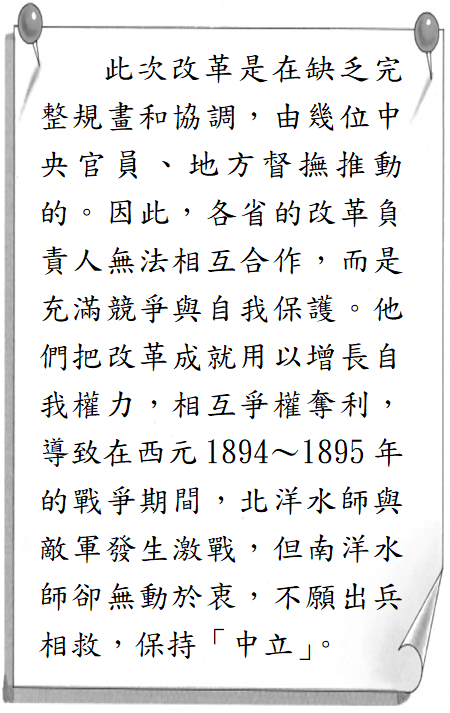 此次改革是在缺乏完
整規畫和協調，由幾位中
央官員、地方督撫推動
的。因此，各省的改革負
責人無法相互合作，而是
充滿競爭與自我保護。他
們把改革成就用以增長自
我權力，相互爭權奪利，
導致在西元1894～1895年
的戰爭期間，北洋水師與
敵軍發生激戰，但南洋水
師卻無動於衷，不願出兵
相救，保持「中立」。